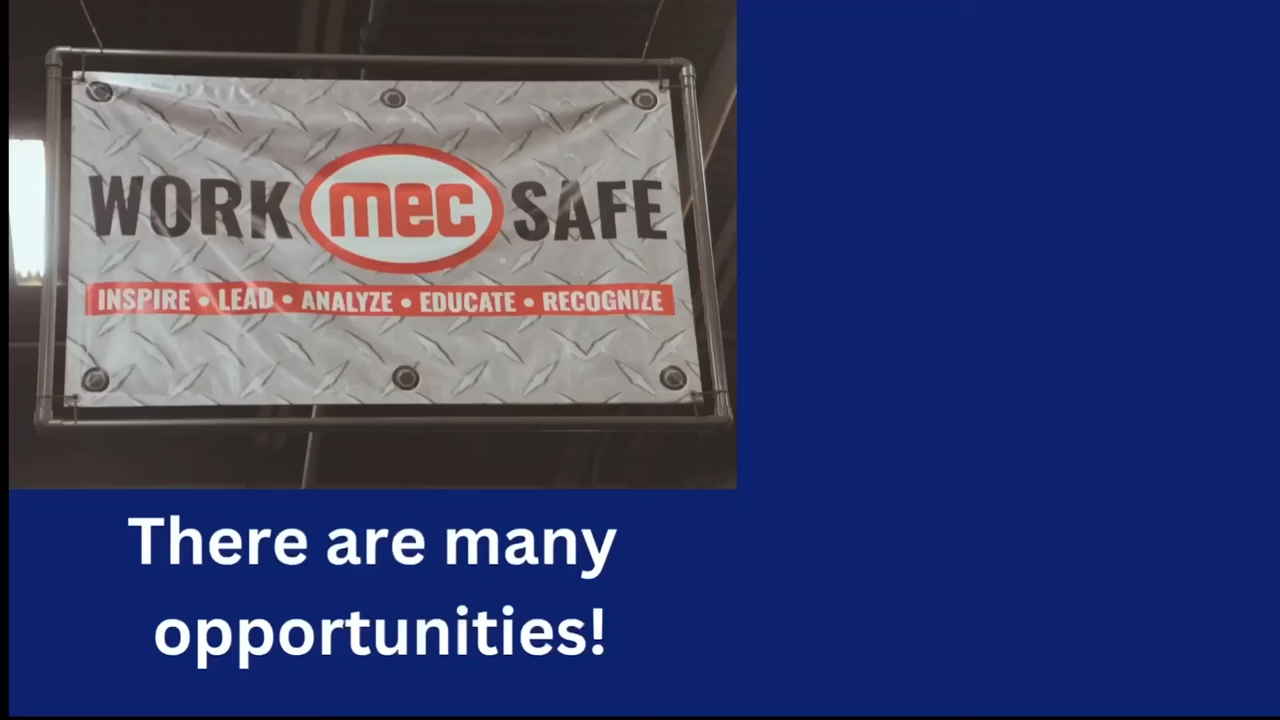 WORK mec SAFE
INSPIRE • LEAD • ANALYZE • EDUCATE • RECOGNIZE
There are many
opportunities!